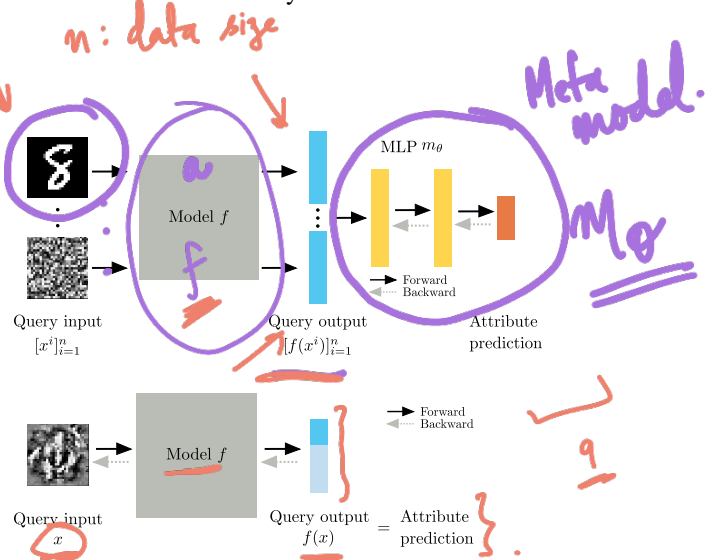 n: data size
Meta
model.
MLP m_θ
a
Model f
f
M_θ
Forward
Backward
Query input
[x^i]_{i=1}^n
Query output
[f(x^i)]_{i=1}^n
Attribute
prediction
Forward
Backward
Model f
9
Query input
x
Query output
f(x)
=
Attribute
prediction